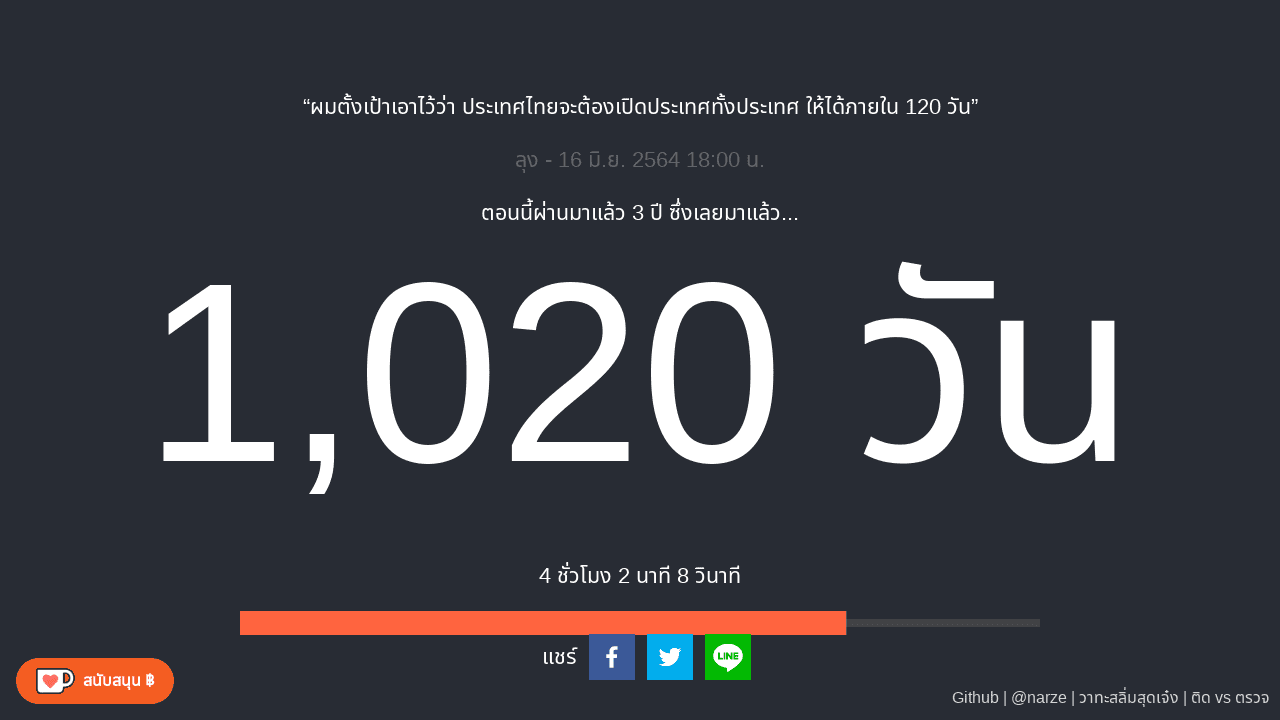 “ผมตั้งเป้าเอาไว้ว่า ประเทศไทยจะต้องเปิดประเทศทั้งประเทศ ให้ได้ภายใน 120 วัน”
ลุง - 16 มิ.ย. 2564 18:00 น.
ตอนนี้ผ่านมาแล้ว 3 ปี ซึ่งเลยมาแล้ว...
1,020 วัน
4 ชั่วโมง 2 นาที 8 วินาที
แชร์
LINE
สนับสนุน ฿
Github | @narze | วาทะสลิ่มสุดเจ๋ง | ติด vs ตรวจ